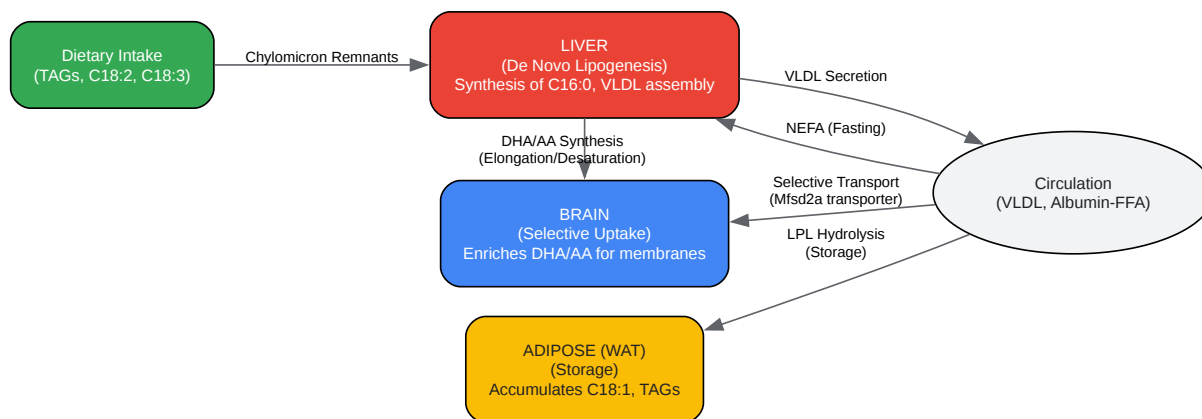 Dietary Intake
(TAGs, C18:2, C18:3)
Chylomicron Remnants
LIVER
(De Novo Lipogenesis)
Synthesis of C16:0, VLDL assembly
VLDL Secretion
NEFA (Fasting)
DHA/AA Synthesis
(Elongation/Desaturation)
Circulation
(VLDL, Albumin-FFA)
Selective Transport
(Mfsd2a transporter)
BRAIN
(Selective Uptake)
Enriches DHA/AA for membranes
LPL Hydrolysis
(Storage)
ADIPOSE (WAT)
(Storage)
Accumulates C18:1, TAGs